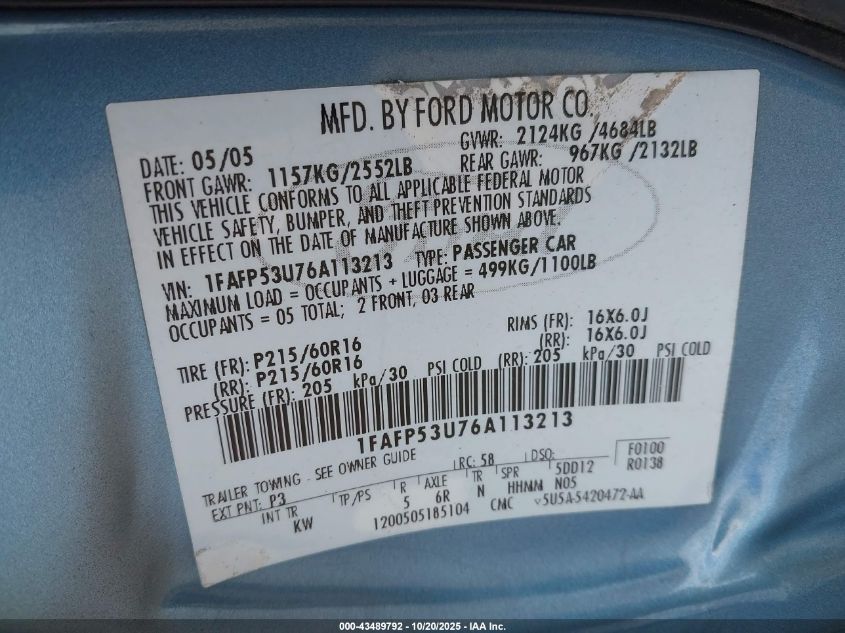 MFD. BY FORD MOTOR CO.
DATE: 05/05 GVWR: 2124KG /4684LB
FRONT GAWR: 1157KG/2552LB REAR GAWR: 967KG /2132LB
THIS VEHICLE CONFORMS TO ALL APPLICABLE FEDERAL MOTOR
VEHICLE SAFETY, BUMPER, AND THEFT PREVENTION STANDARDS
IN EFFECT ON THE DATE OF MANUFACTURE SHOWN ABOVE.
VIN: 1FAFP53U76A113213 TYPE: PASSENGER CAR
MAXIMUM LOAD = OCCUPANTS + LUGGAGE = 499KG/1100LB
OCCUPANTS = 05 TOTAL; 2 FRONT, 03 REAR
TIRE (FR): P215/60R16 RIMS (FR): 16X6.0J
(RR): P215/60R16 (RR): 16X6.0J
PRESSURE (FR): 205 kPa/30 PSI COLD (RR): 205 kPa/30 PSI COLD
1FAFP53U76A113213
TRAILER TOWING - SEE OWNER GUIDE RC: 58 DSO: F0100
EXT PNT: P3 TP/PS R AXLE TR SPR 5DD12 R0138
INT TR KW 5 6R N HHMM N05
1200505185104 CMC v5U5A-5420472-AA
000-43489792 - 10/20/2025 - IAA Inc.